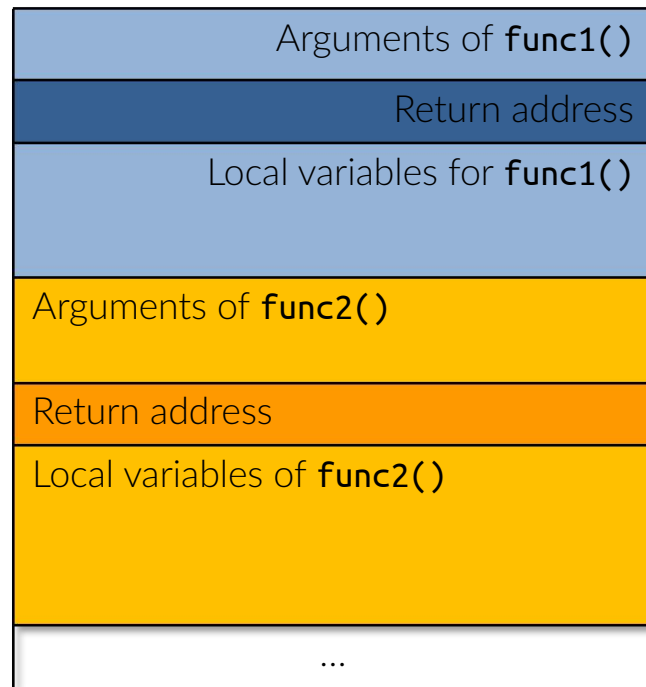 Arguments of func1()
Return address
Local variables for func1()
Arguments of func2()
Return address
Local variables of func2()
...